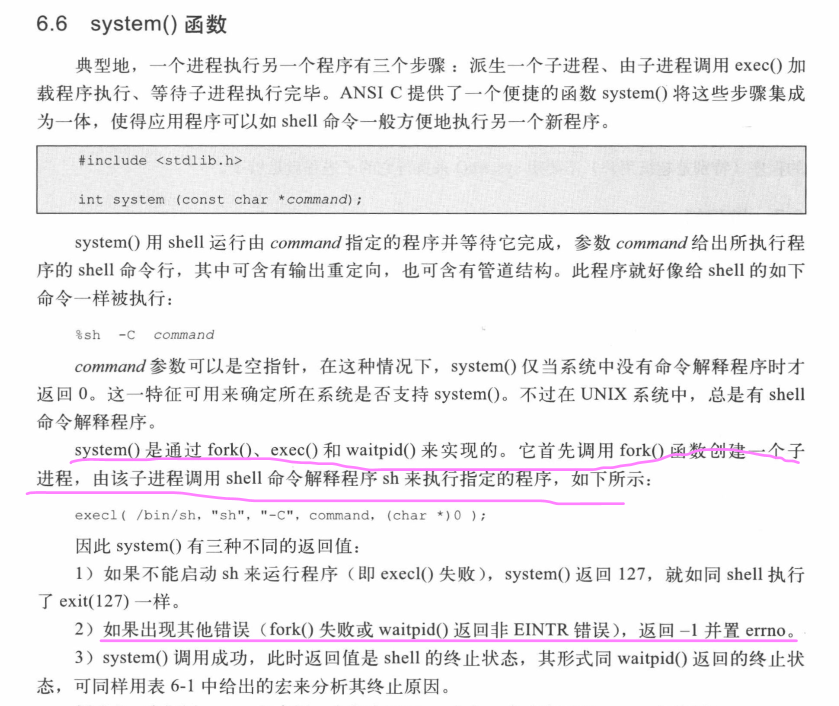 6.6 system() 函数
典型地，一个进程执行另一个程序有三个步骤：派生一个子进程、由子进程调用 exec() 加
载程序执行、等待子进程执行完毕。ANSI C 提供了一个便捷的函数 system() 将这些步骤集成
为一体，使得应用程序可以如 shell 命令一般方便地执行另一个新程序。
#include <stdlib.h>
int system (const char *command);
system() 用 shell 运行由 command 指定的程序并等待它完成，参数 command 给出所执行程
序的 shell 命令行，其中可含有输出重定向，也可含有管道结构。此程序就好像给 shell 的如下
命令一样被执行：
%sh -C command
command 参数可以是空指针，在这种情况下，system() 仅当系统中没有命令解释程序时才
返回 0。这一特征可用来确定所在系统是否支持 system()。不过在 UNIX 系统中，总是有 shell
命令解释程序。
system() 是通过 fork()、exec() 和 waitpid() 来实现的。它首先调用 fork() 函数创建一个子
进程，由该子进程调用 shell 命令解释程序 sh 来执行指定的程序，如下所示：
execl( /bin/sh, "sh", "-C", command, (char *)0 );
因此 system() 有三种不同的返回值：
1）如果不能启动 sh 来运行程序（即 execl() 失败），system() 返回 127，就如同 shell 执行
了 exit(127) 一样。
2）如果出现其他错误（fork() 失败或 waitpid() 返回非 EINTR 错误），返回 –1 并置 errno。
3）system() 调用成功，此时返回值是 shell 的终止状态，其形式同 waitpid() 返回的终止状
态，可同样用表 6-1 中给出的宏来分析其终止原因。